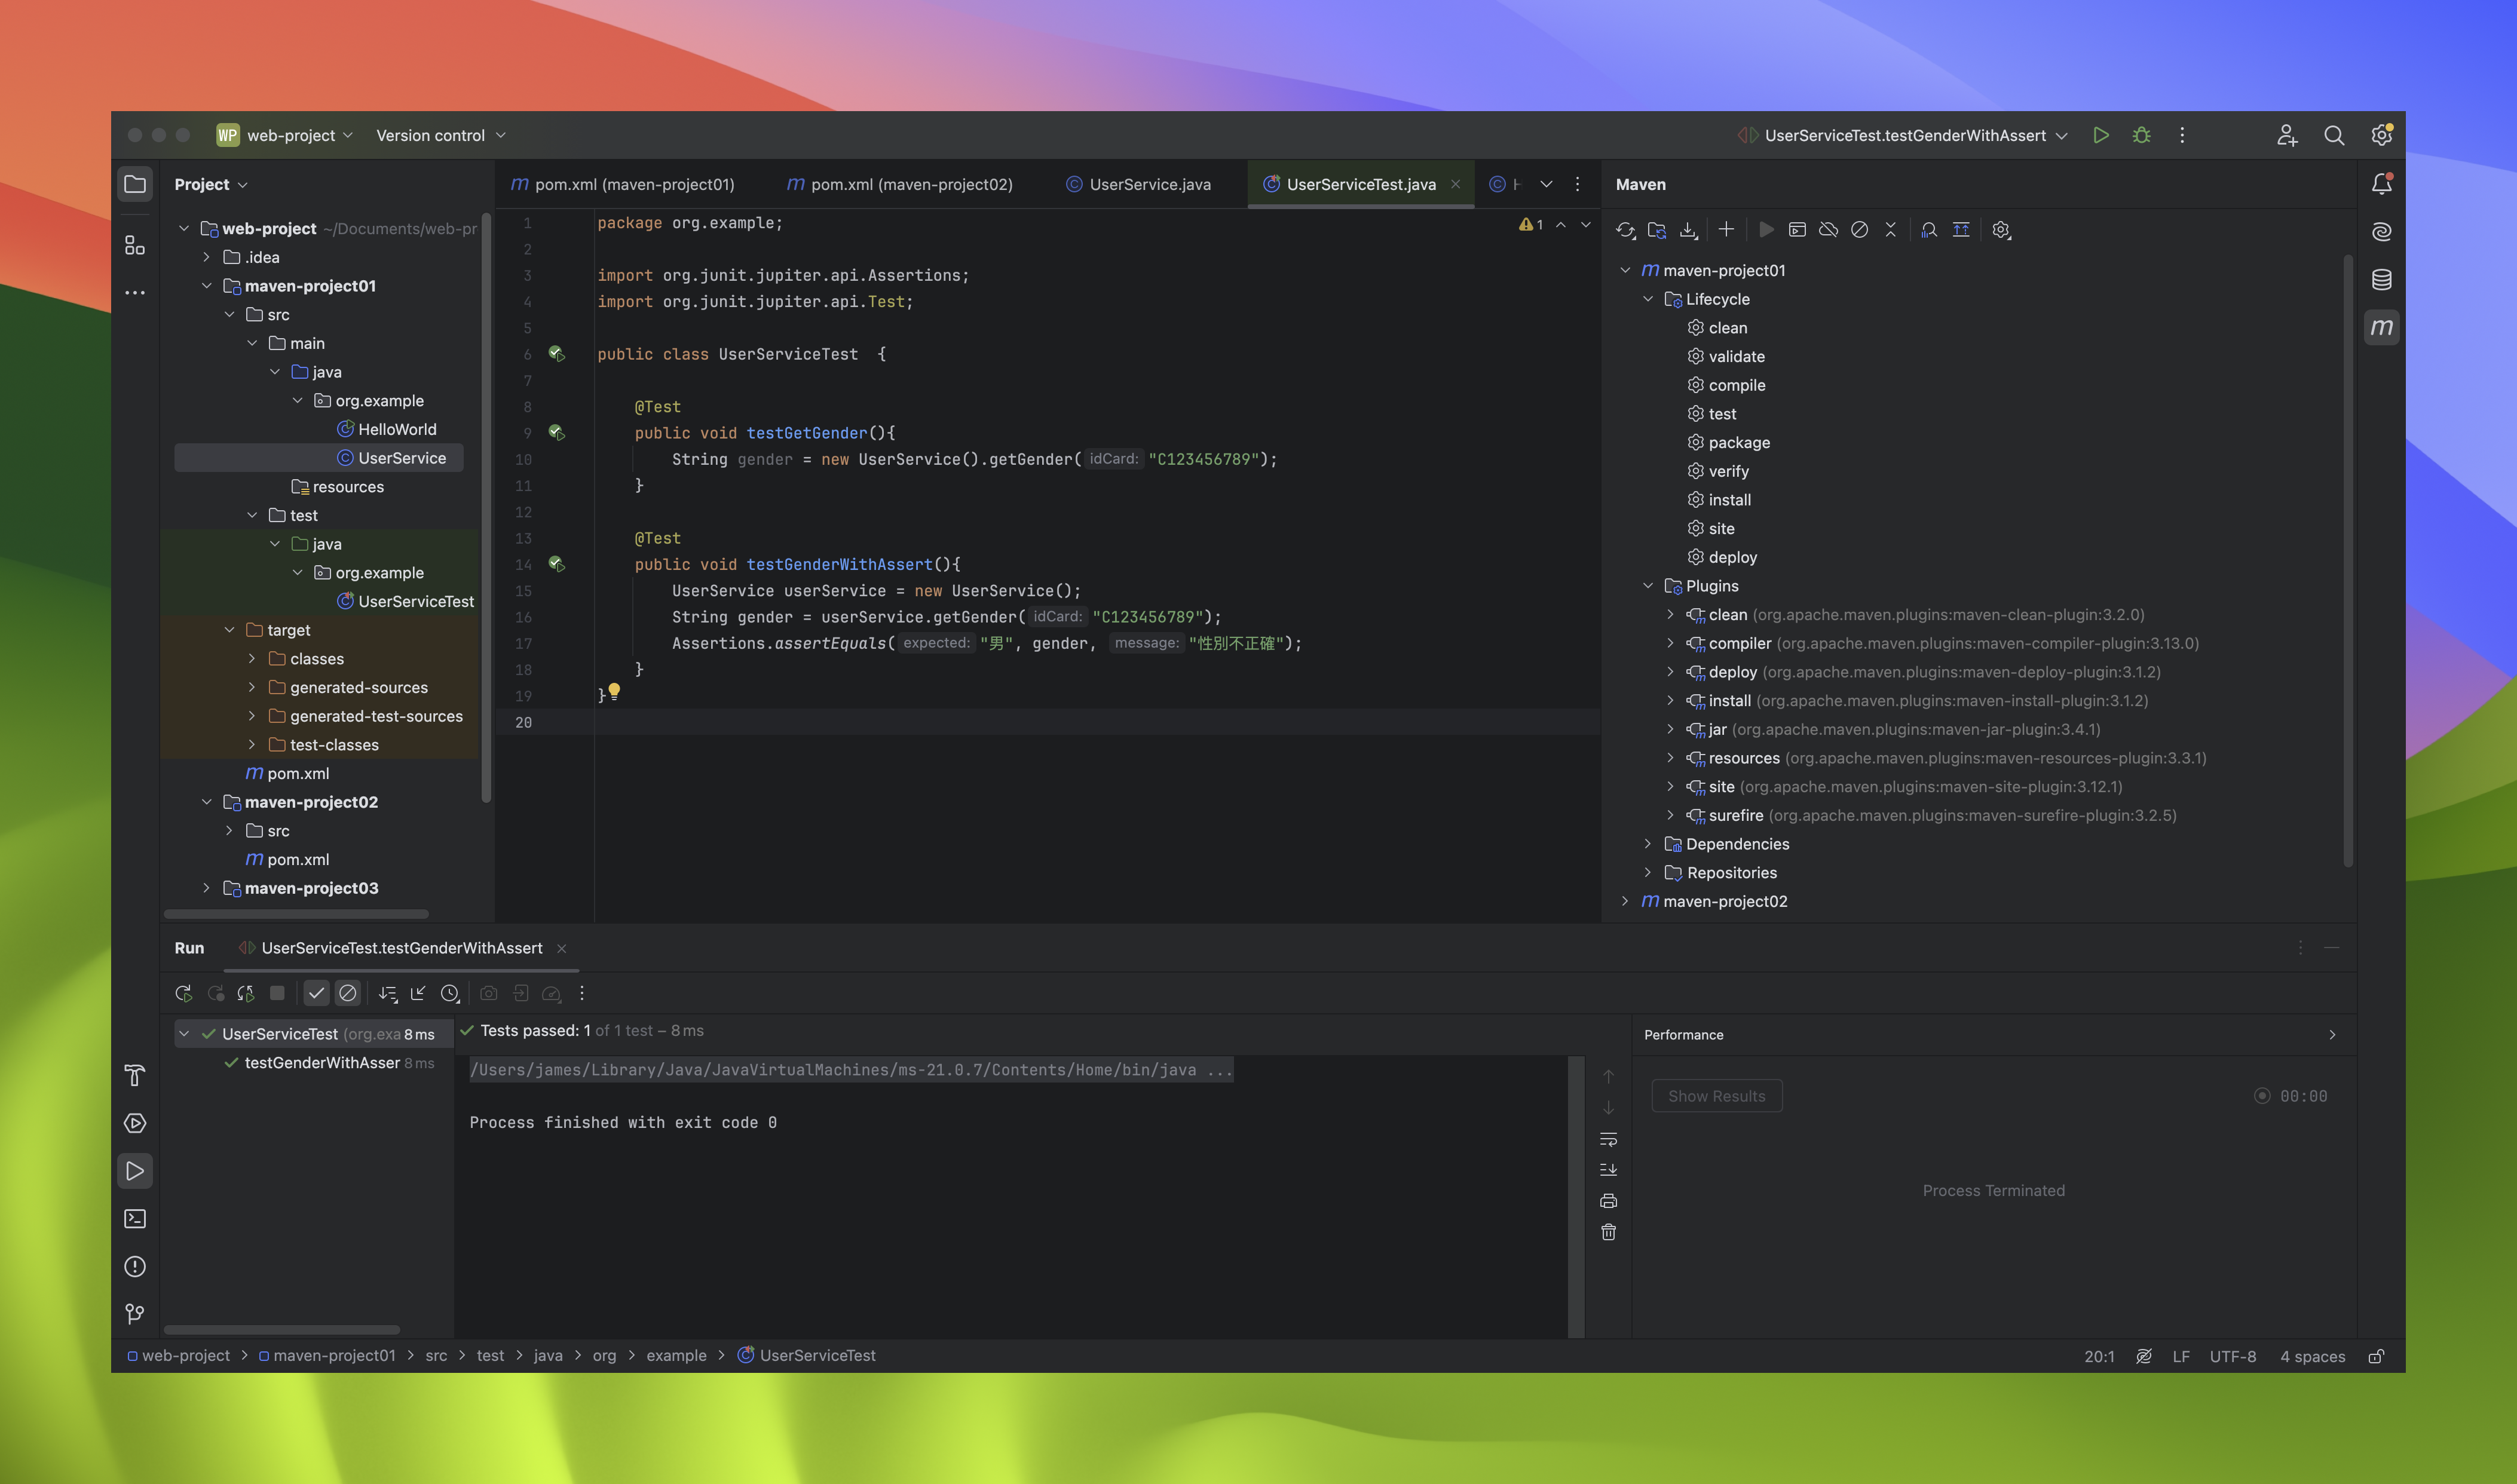 WP web-project Version control UserServiceTest.testGenderWithAssert
Project
web-project ~/Documents/web-pr
.idea
maven-project01
src
main
java
org.example
HelloWorld
UserService
resources
test
java
org.example
UserServiceTest
target
classes
generated-sources
generated-test-sources
test-classes
pom.xml
maven-project02
src
pom.xml
maven-project03
pom.xml (maven-project01) pom.xml (maven-project02) UserService.java UserServiceTest.java
1 package org.example;
2
3 import org.junit.jupiter.api.Assertions;
4 import org.junit.jupiter.api.Test;
5
6 public class UserServiceTest {
7
8 @Test
9 public void testGetGender(){
10 String gender = new UserService().getGender( idCard: "C123456789");
11 }
12
13 @Test
14 public void testGenderWithAssert(){
15 UserService userService = new UserService();
16 String gender = userService.getGender( idCard: "C123456789");
17 Assertions.assertEquals( expected: "男", gender, message: "性別不正確");
18 }
19 }
20
1
Maven
maven-project01
Lifecycle
clean
validate
compile
test
package
verify
install
site
deploy
Plugins
clean (org.apache.maven.plugins:maven-clean-plugin:3.2.0)
compiler (org.apache.maven.plugins:maven-compiler-plugin:3.13.0)
deploy (org.apache.maven.plugins:maven-deploy-plugin:3.1.2)
install (org.apache.maven.plugins:maven-install-plugin:3.1.2)
jar (org.apache.maven.plugins:maven-jar-plugin:3.4.1)
resources (org.apache.maven.plugins:maven-resources-plugin:3.3.1)
site (org.apache.maven.plugins:maven-site-plugin:3.12.1)
surefire (org.apache.maven.plugins:maven-surefire-plugin:3.2.5)
Dependencies
Repositories
maven-project02
Run UserServiceTest.testGenderWithAssert
UserServiceTest (org.exa 8 ms
testGenderWithAsser 8 ms
Tests passed: 1 of 1 test – 8 ms
/Users/james/Library/Java/JavaVirtualMachines/ms-21.0.7/Contents/Home/bin/java ...
Process finished with exit code 0
Performance
Show Results 00:00
Process Terminated
web-project > maven-project01 > src > test > java > org > example > UserServiceTest
20:1 LF UTF-8 4 spaces